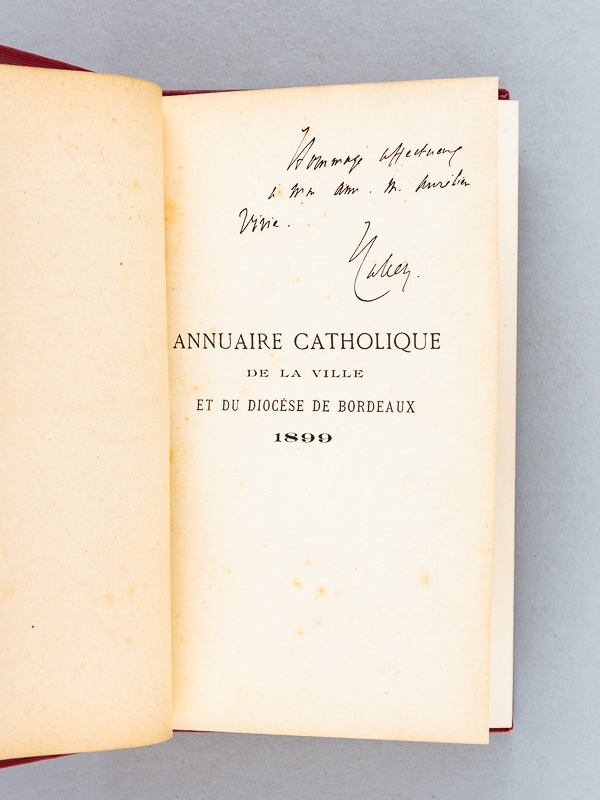 Hommage affectueux
à mon ami. M. Aurélien
Vivie.
ANNUAIRE CATHOLIQUE
DE LA VILLE
ET DU DIOCÈSE DE BORDEAUX
1899